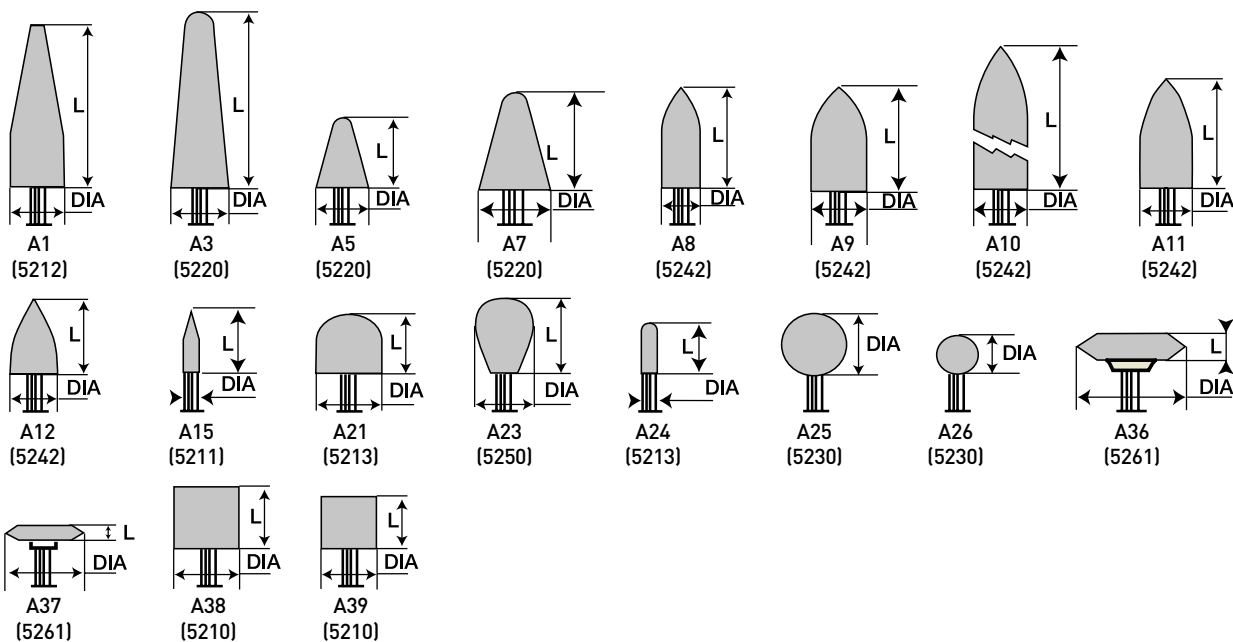 L
DIA
A1
(5212)
L
DIA
A3
(5220)
L
DIA
A5
(5220)
L
DIA
A7
(5220)
L
DIA
A8
(5242)
L
DIA
A9
(5242)
L
DIA
A10
(5242)
L
DIA
A11
(5242)
L
DIA
A12
(5242)
L
DIA
A15
(5211)
L
DIA
A21
(5213)
L
DIA
A23
(5250)
L
DIA
A24
(5213)
DIA
A25
(5230)
DIA
A26
(5230)
L
DIA
A36
(5261)
L
DIA
A37
(5261)
L
DIA
A38
(5210)
L
DIA
A39
(5210)